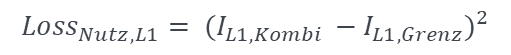 Loss_{Nutz,L1} = (I_{L1,Kombi} − I_{L1,Grenz})^2